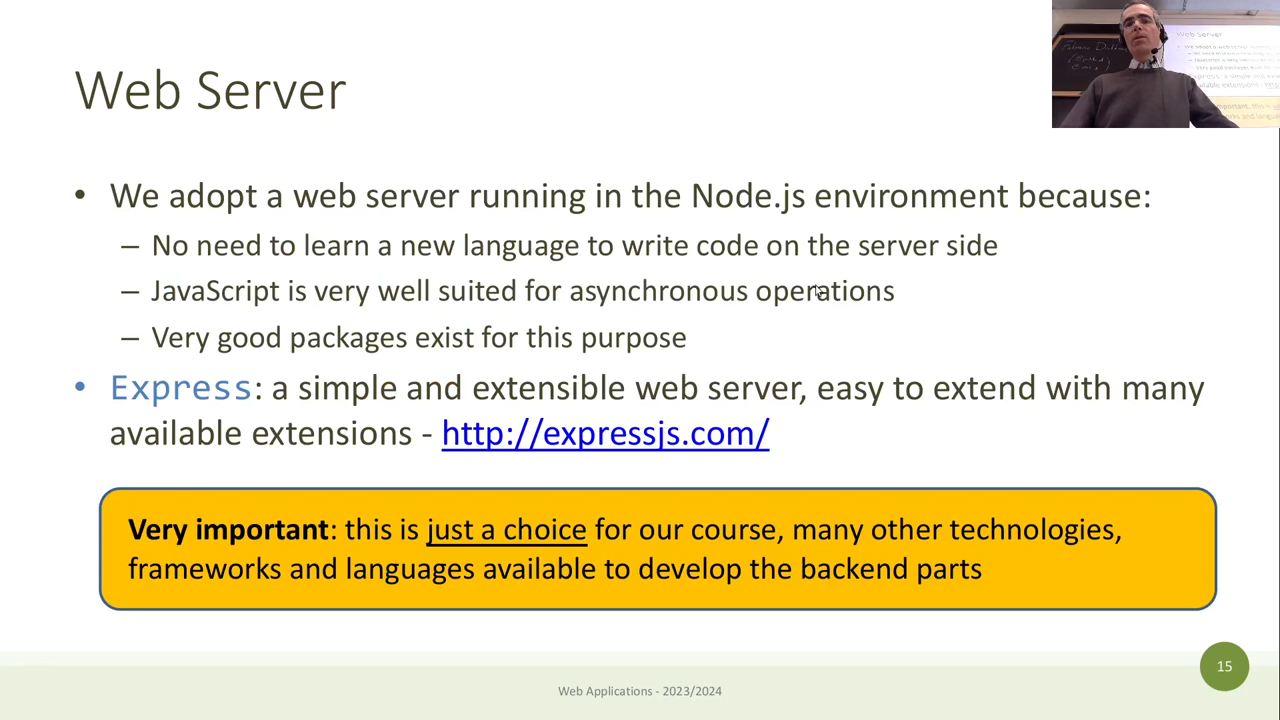 Web Server
• We adopt a web server running in the Node.js environment because:
– No need to learn a new language to write code on the server side
– JavaScript is very well suited for asynchronous operations
– Very good packages exist for this purpose
• Express: a simple and extensible web server, easy to extend with many
available extensions - http://expressjs.com/
Very important: this is just a choice for our course, many other technologies,
frameworks and languages available to develop the backend parts
15
Web Applications - 2023/2024
Web Server